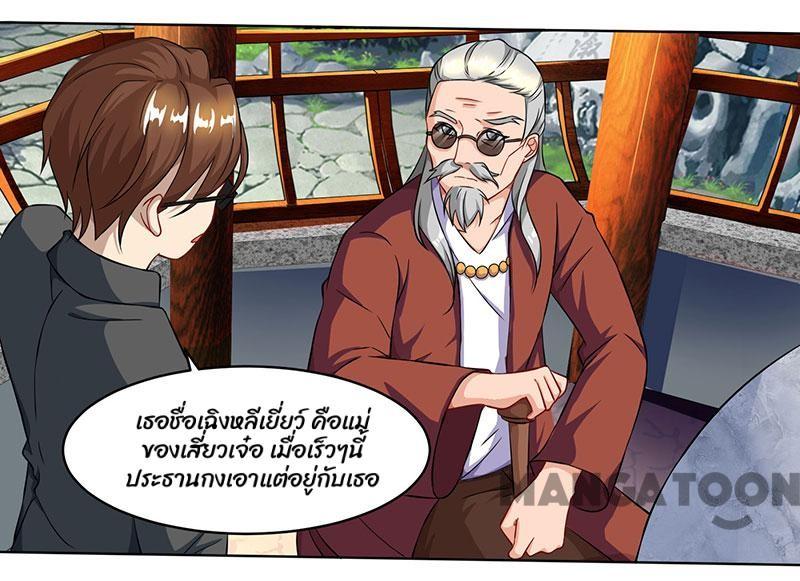 เธอชื่อเฉิงหลีเยี่ยว์ คือแม่
ของเสี่ยวเจ๋อ เมื่อเร็วๆนี้
ประธานกงเอาแต่อยู่กับเธอ
MANGATOON